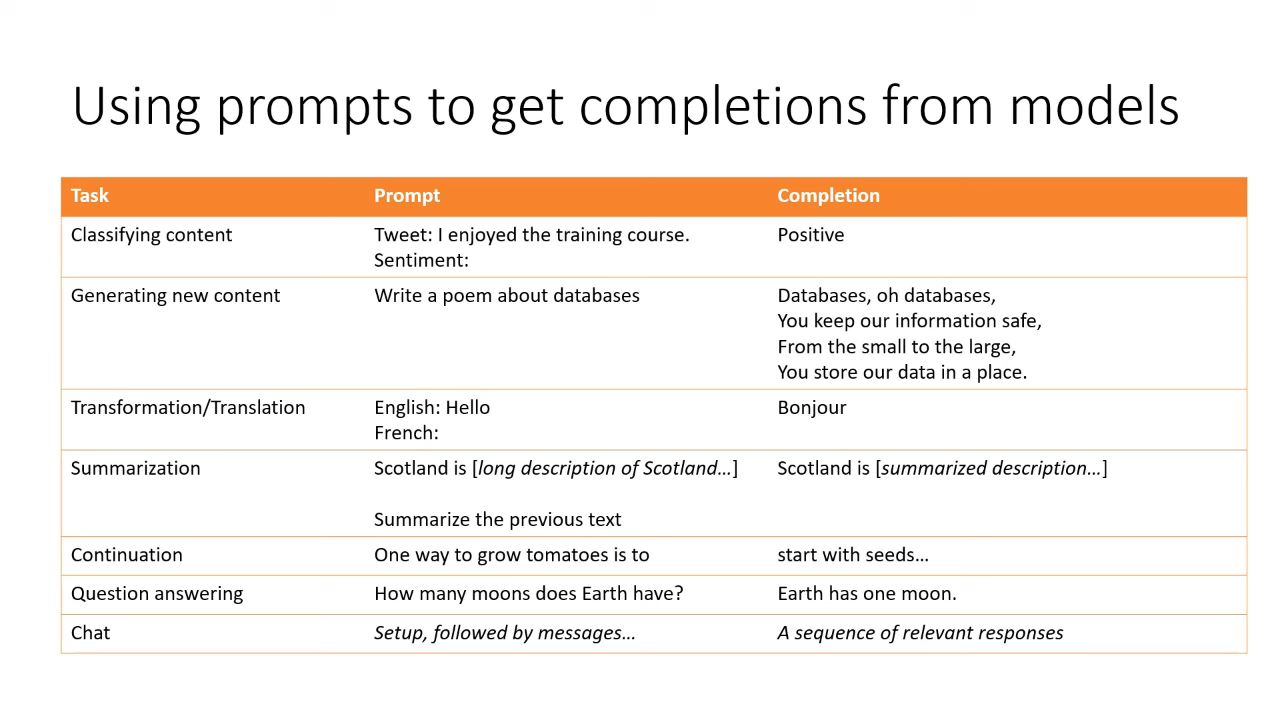 Using prompts to get completions from models
Task Prompt Completion
Classifying content Tweet: I enjoyed the training course. Positive
Sentiment:
Generating new content Write a poem about databases Databases, oh databases,
You keep our information safe,
From the small to the large,
You store our data in a place.
Transformation/Translation English: Hello Bonjour
French:
Summarization Scotland is [long description of Scotland...] Scotland is [summarized description...]
Summarize the previous text
Continuation One way to grow tomatoes is to start with seeds...
Question answering How many moons does Earth have? Earth has one moon.
Chat Setup, followed by messages... A sequence of relevant responses